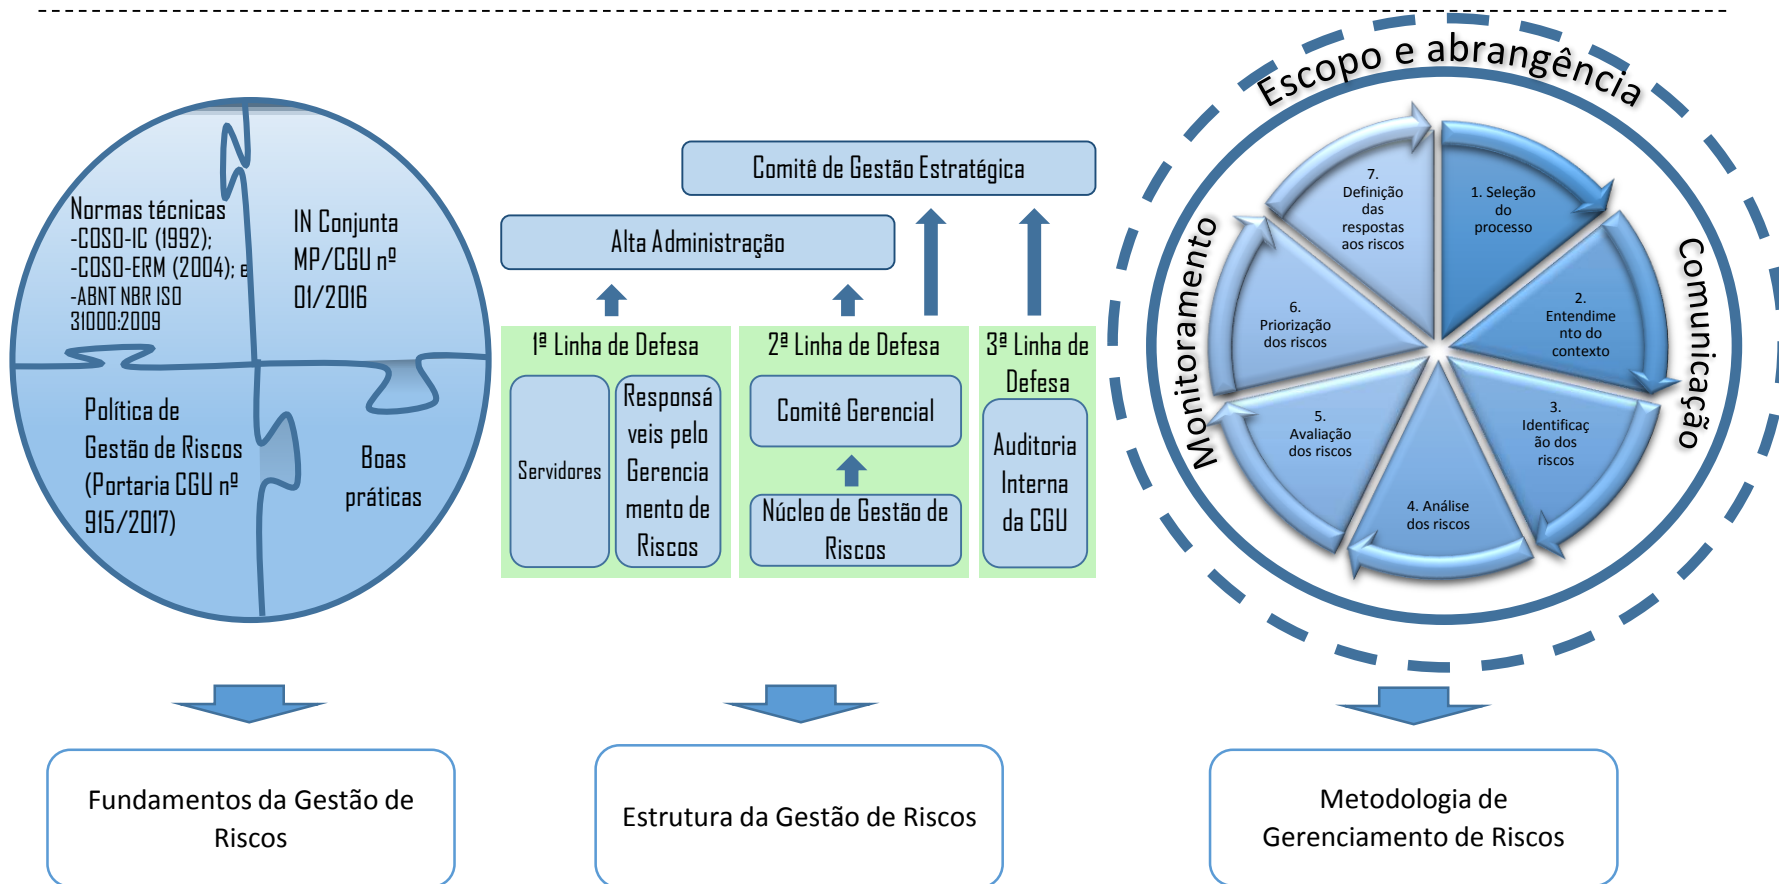 Normas técnicas
-COSO-IC (1992);
-COSO-ERM (2004); e
-ABNT NBR ISO
31000:2009
IN Conjunta
MP/CGU nº
01/2016
Política de
Gestão de Riscos
(Portaria CGU nº
915/2017)
Boas
práticas
Comitê de Gestão Estratégica
Alta Administração
1ª Linha de Defesa
Servidores
Responsá
veis pelo
Gerencia
mento de
Riscos
2ª Linha de Defesa
Comitê Gerencial
Núcleo de Gestão de
Riscos
3ª Linha de
Defesa
Auditoria
Interna
da CGU
Escopo e abrangência
Monitoramento
Comunicação
1. Seleção
do
processo
2.
Entendime
nto do
contexto
3.
Identificaç
ão dos
riscos
4. Análise
dos riscos
5.
Avaliação
dos riscos
6.
Priorização
dos riscos
7.
Definição
das
respostas
aos riscos
Fundamentos da Gestão de
Riscos
Estrutura da Gestão de Riscos
Metodologia de
Gerenciamento de Riscos